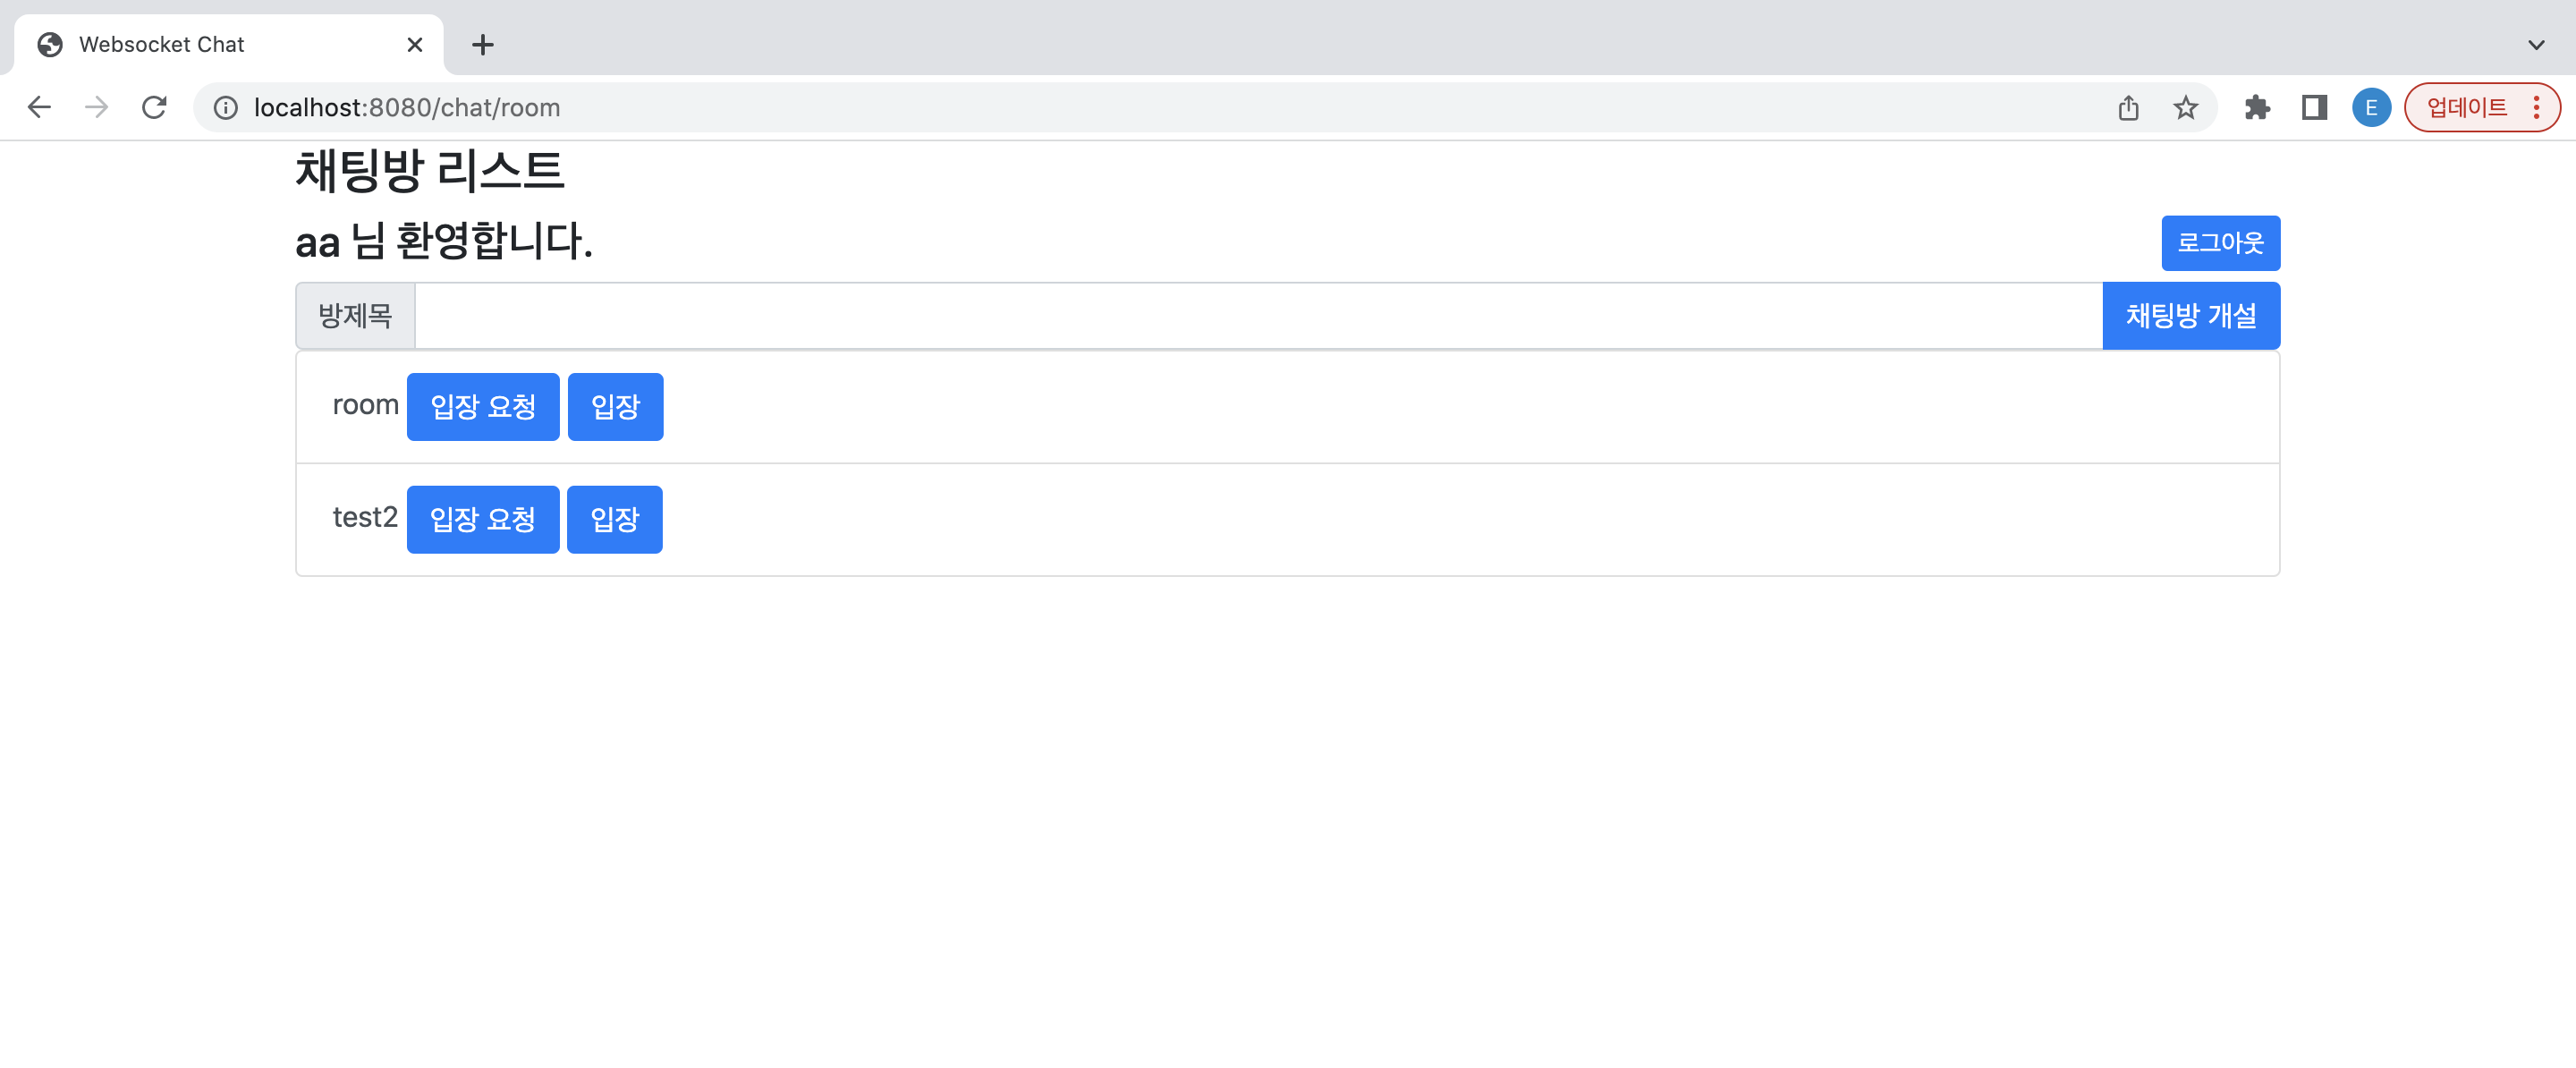 Websocket Chat
localhost:8080/chat/room
E
업데이트
채팅방 리스트
aa 님 환영합니다.
로그아웃
방제목
채팅방 개설
room 입장 요청 입장
test2 입장 요청 입장